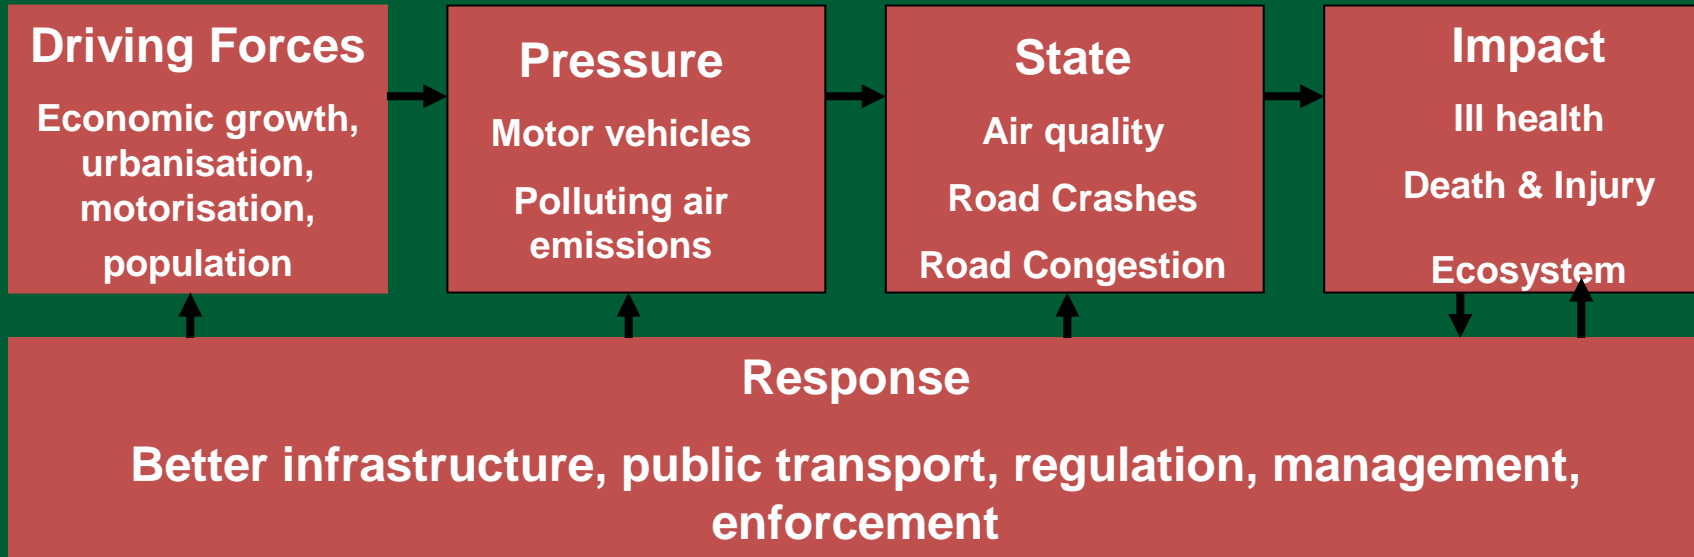 Driving Forces
Economic growth,
urbanisation,
motorisation,
population
Pressure
Motor vehicles
Polluting air
emissions
State
Air quality
Road Crashes
Road Congestion
Impact
Ill health
Death & Injury
Ecosystem
Response
Better infrastructure, public transport, regulation, management,
enforcement